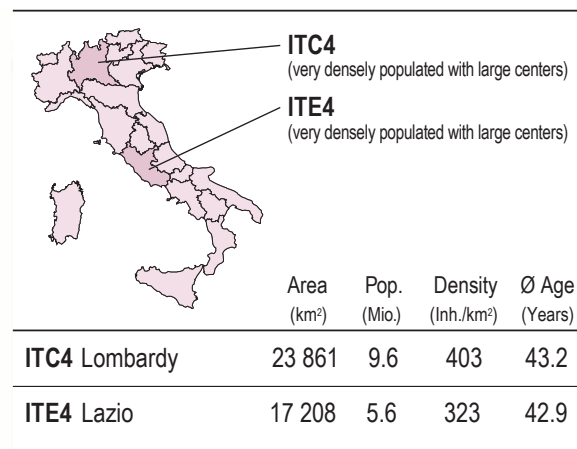 ITC4
(very densely populated with large centers)
ITE4
(very densely populated with large centers)
Area Pop. Density Ø Age
(km²) (Mio.) (Inh./km²) (Years)
ITC4 Lombardy 23 861 9.6 403 43.2
ITE4 Lazio 17 208 5.6 323 42.9